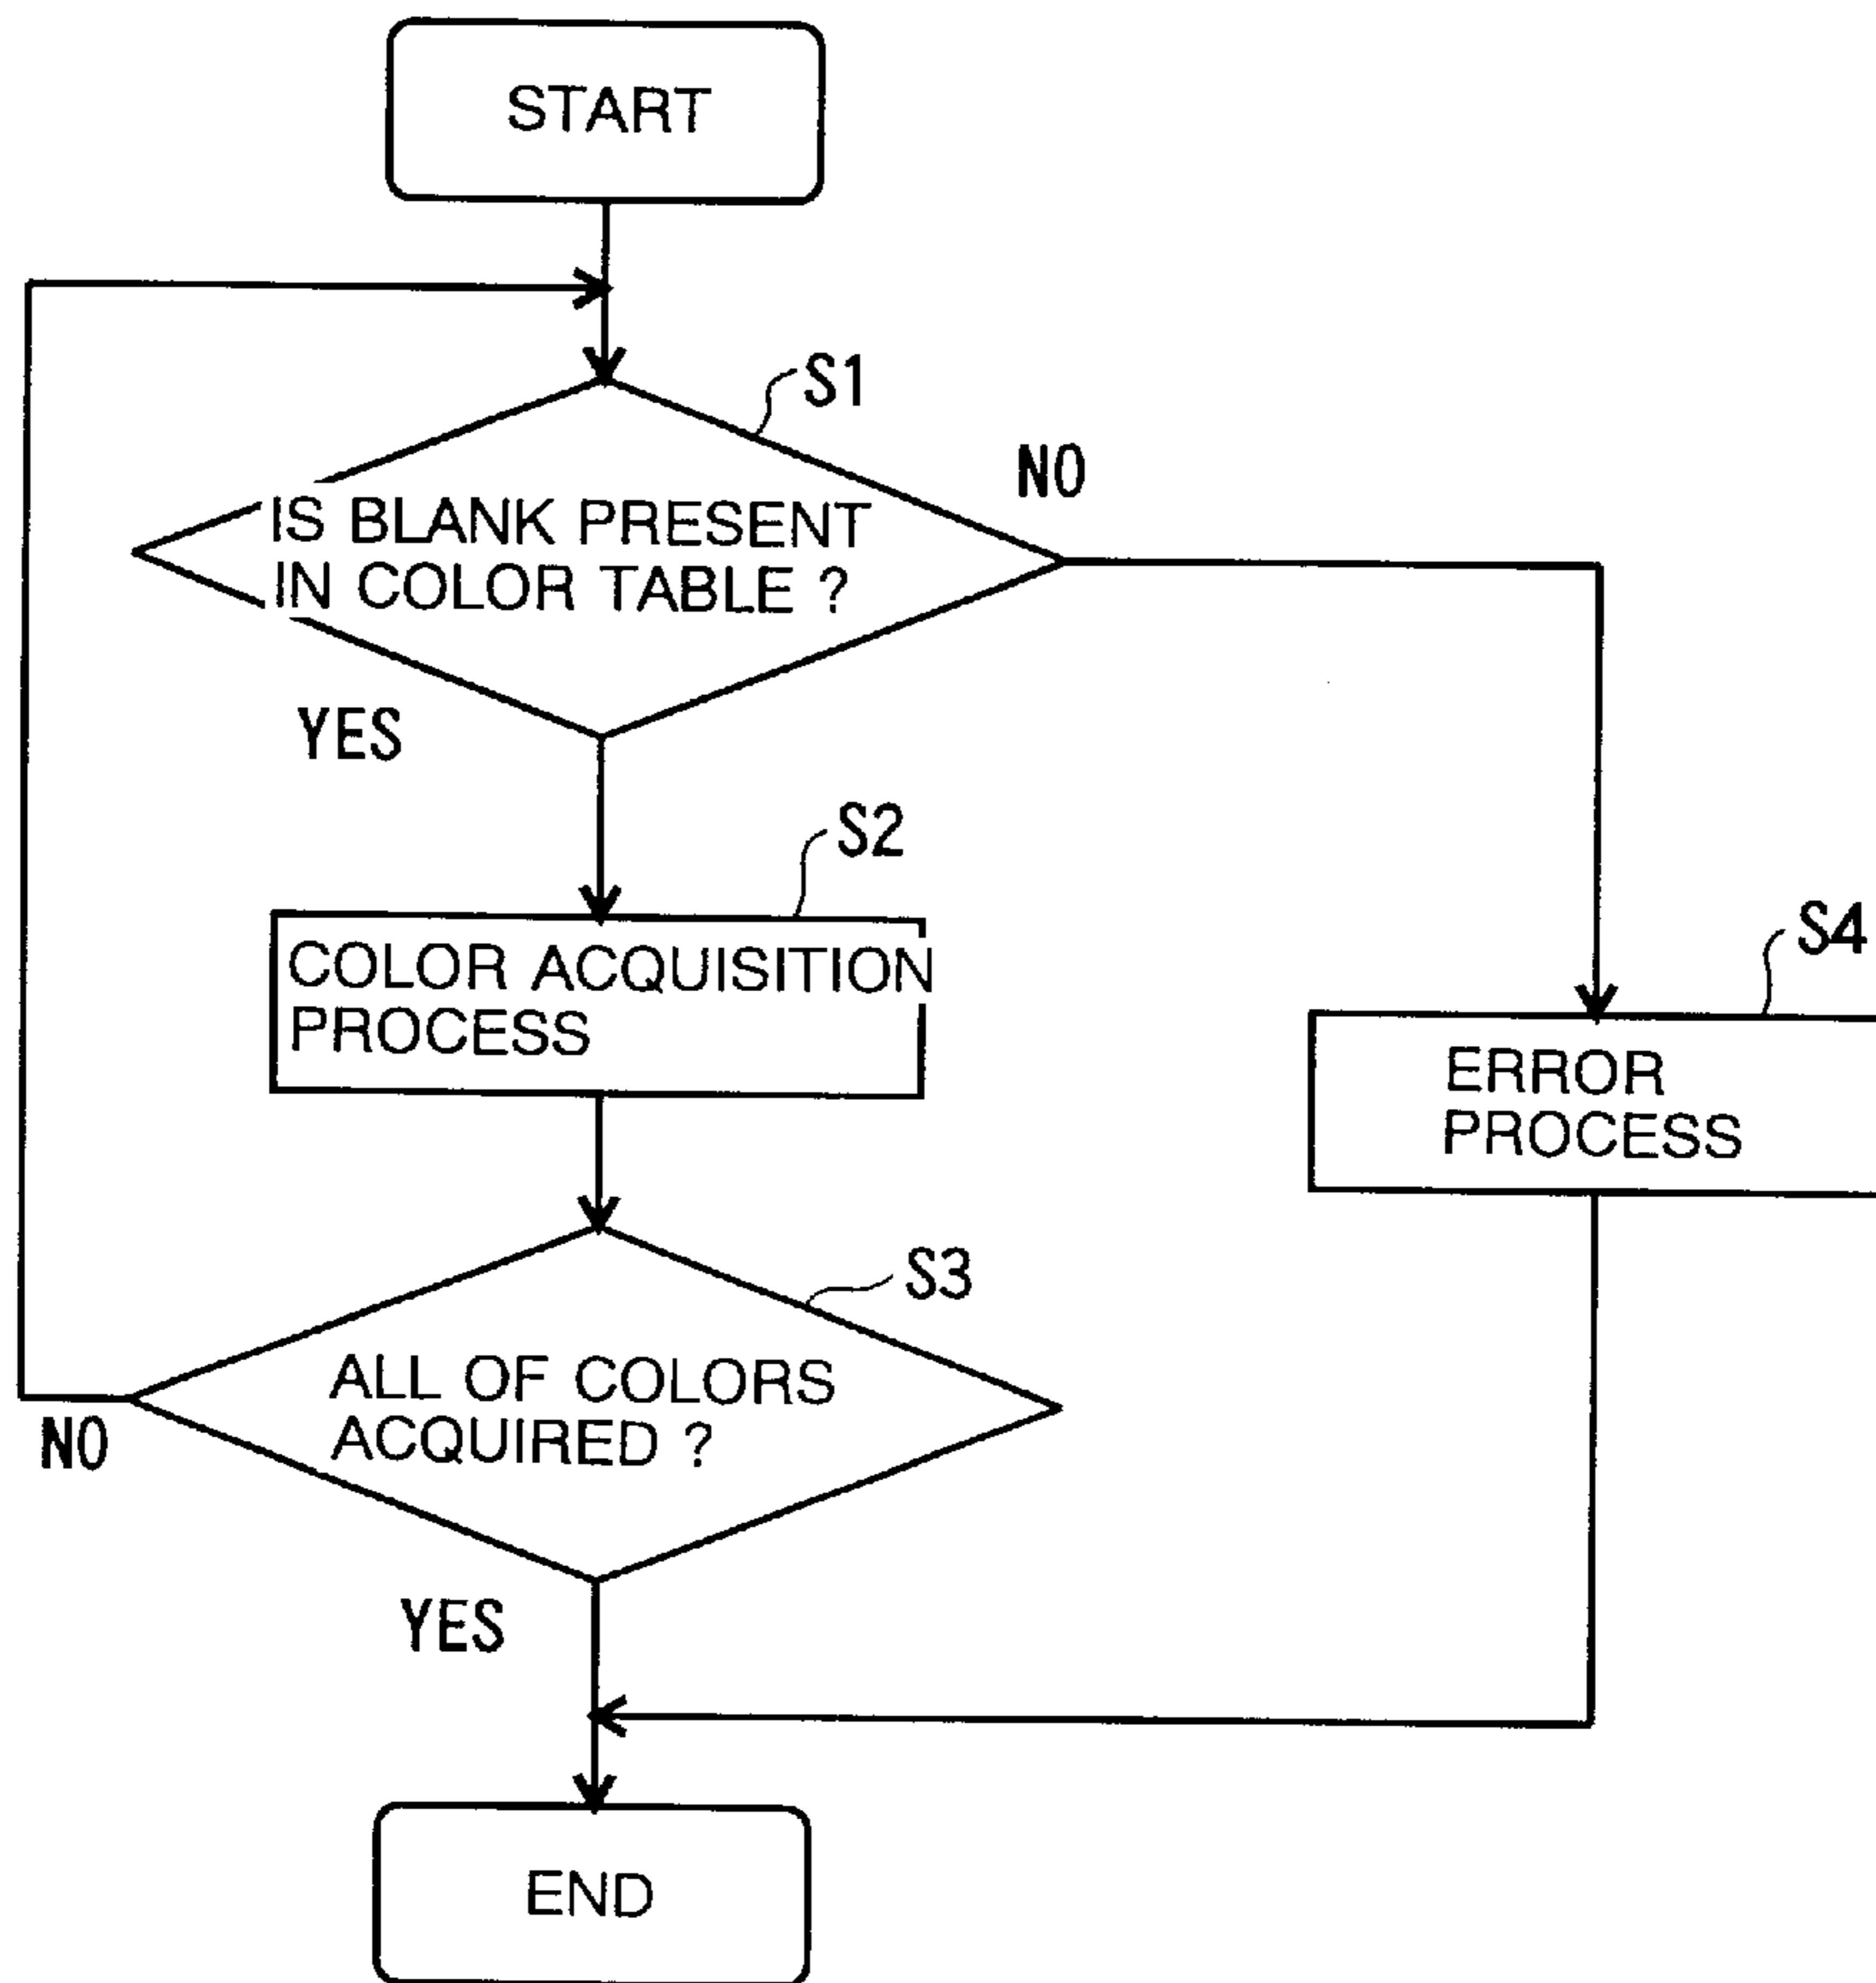 START
S1
NO
IS BLANK PRESENT
IN COLOR TABLE ?
YES
S2
COLOR ACQUISITION
PROCESS
S4
ERROR
PROCESS
S3
ALL OF COLORS
ACQUIRED ?
NO
YES
END